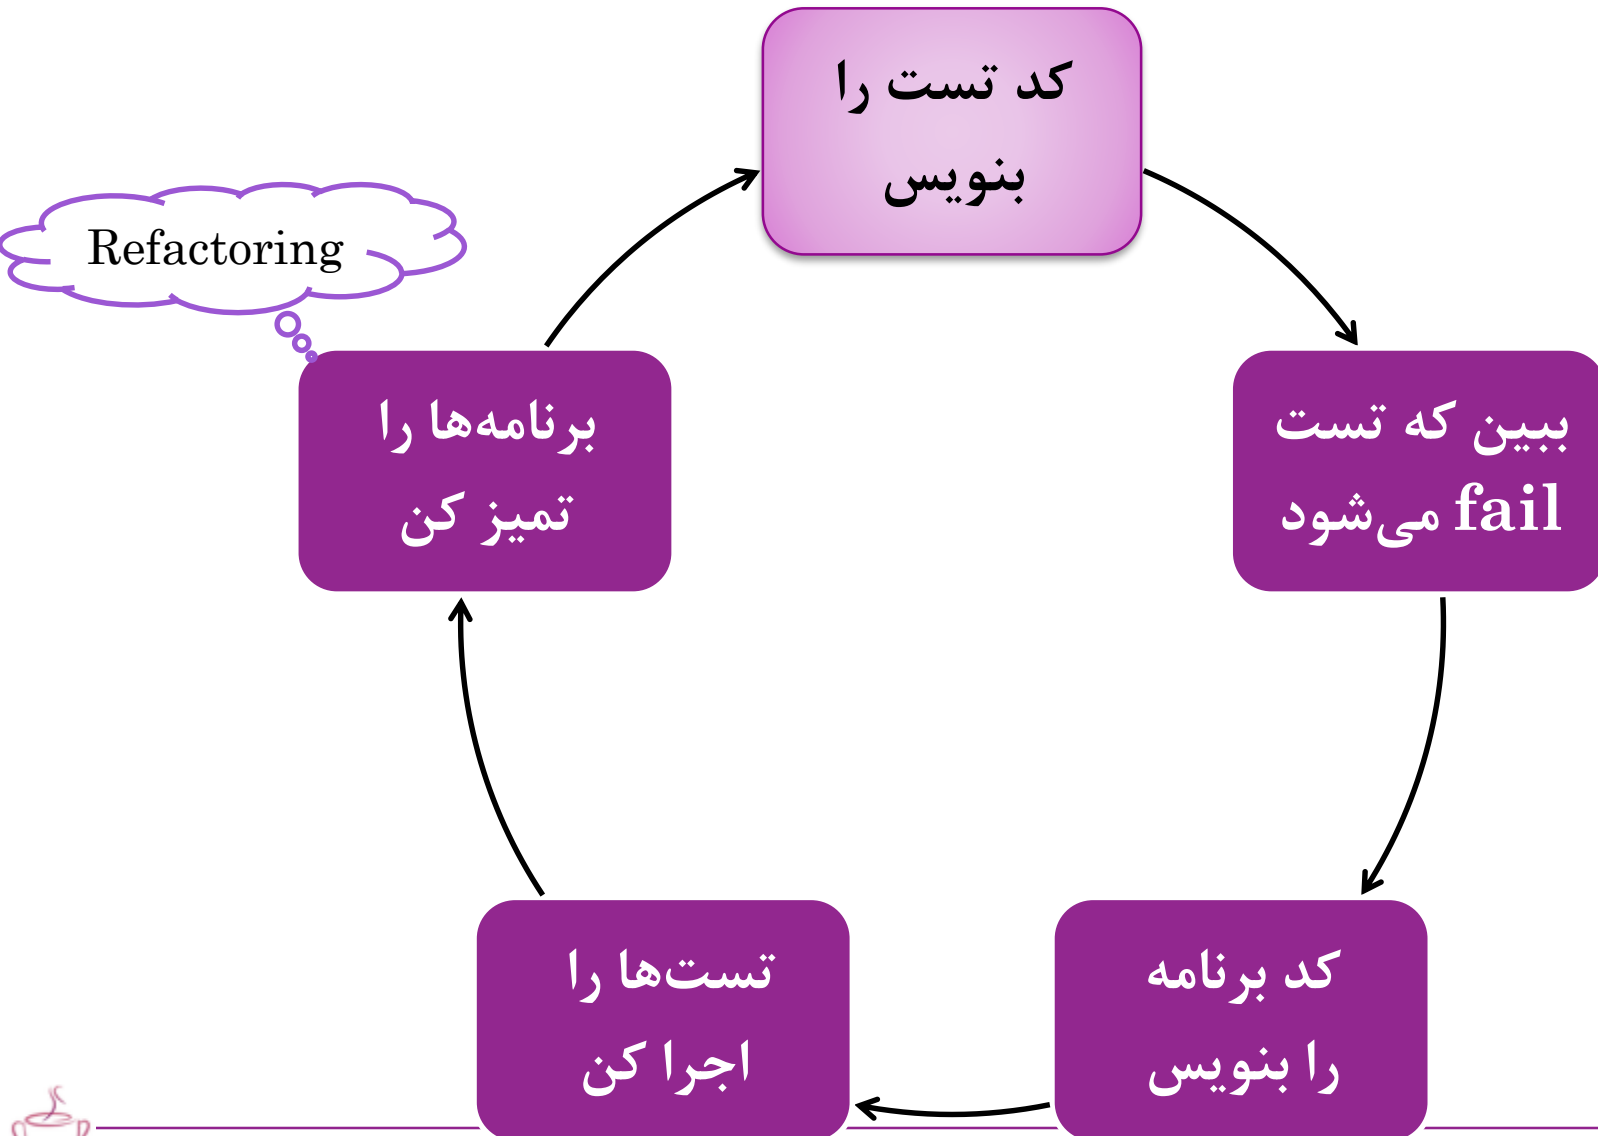 کد تست را
بنویس
Refactoring
ببین که تست
fail می‌شود
کد برنامه
را بنویس
تست‌ها را
اجرا کن
برنامه‌ها را
تمیز کن